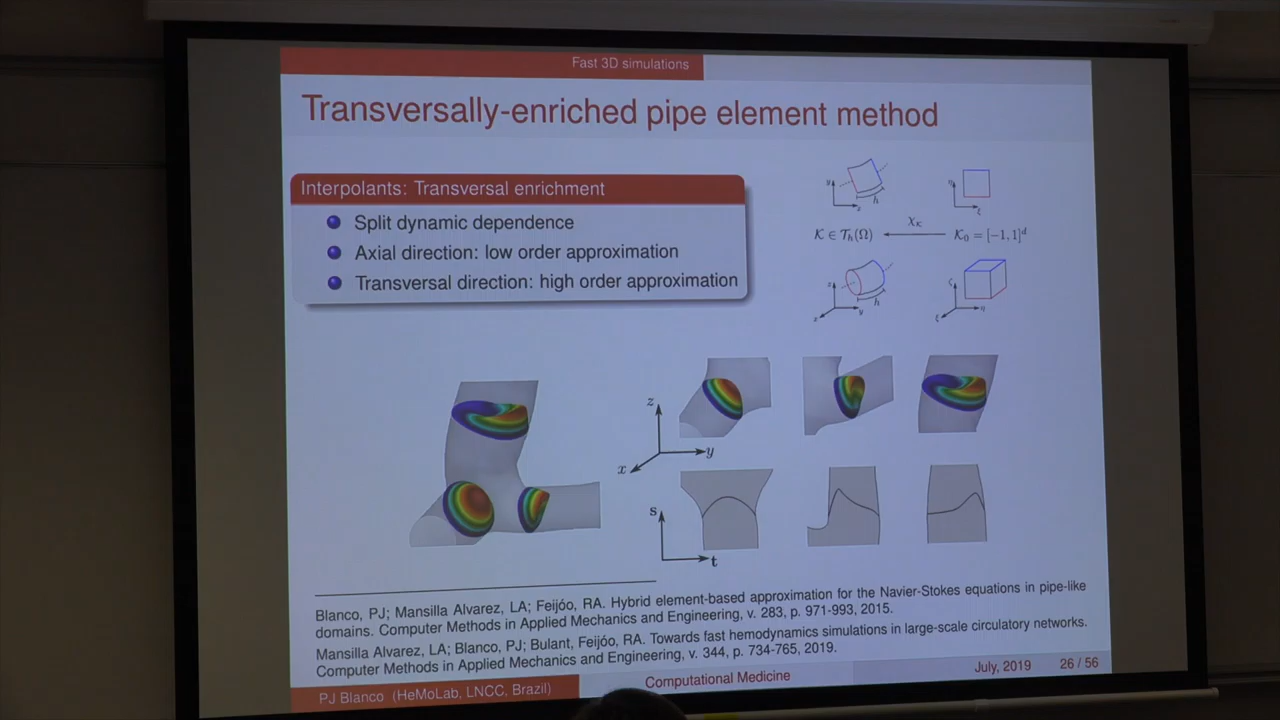 Fast 3D simulations
Transversally-enriched pipe element method
Interpolants: Transversal enrichment
Split dynamic dependence
Axial direction: low order approximation
Transversal direction: high order approximation
y
x
h
η
ξ
K ∈ 𝒯ₕ(Ω)
χ_K
K₀ = [−1, 1]ᵈ
z
x
y
h
ζ
ξ
η
z
x
y
s
t
Blanco, PJ; Mansilla Alvarez, LA; Feijóo, RA. Hybrid element-based approximation for the Navier-Stokes equations in pipe-like
domains. Computer Methods in Applied Mechanics and Engineering, v. 283, p. 971-993, 2015.
Mansilla Alvarez, LA; Blanco, PJ; Bulant, Feijóo, RA. Towards fast hemodynamics simulations in large-scale circulatory networks.
Computer Methods in Applied Mechanics and Engineering, v. 344, p. 734-765, 2019.
PJ Blanco (HeMoLab, LNCC, Brazil)
Computational Medicine
July, 2019
26 / 56